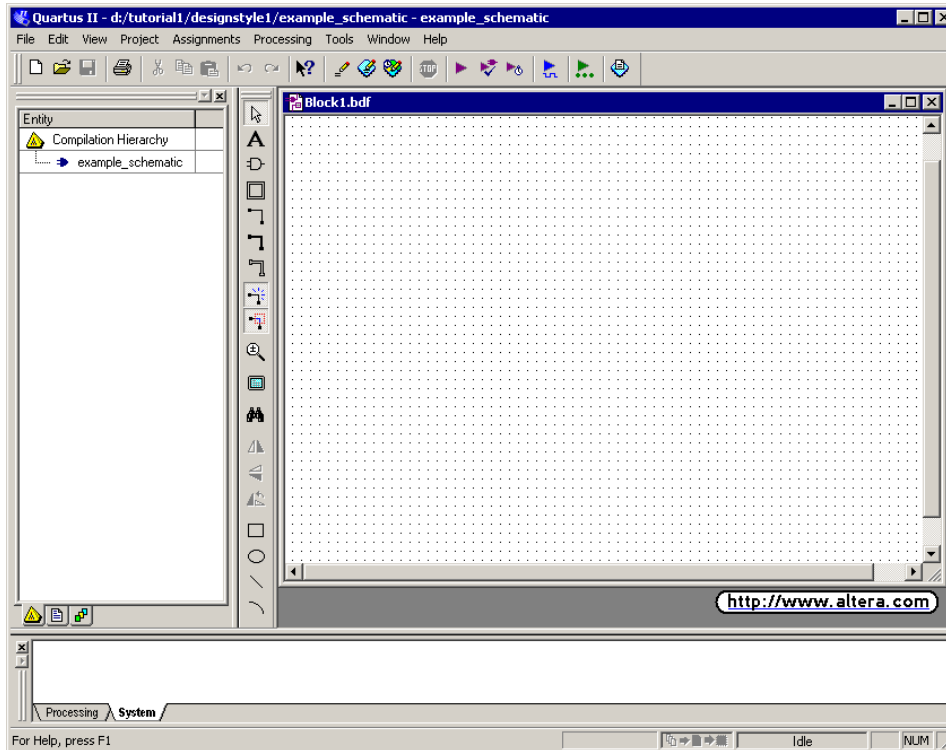 Quartus II - d:/tutorial1/designstyle1/example_schematic - example_schematic
File Edit View Project Assignments Processing Tools Window Help
STOP
Block1.bdf
Entity
Compilation Hierarchy
example_schematic
A
http://www.altera.com
Processing System
For Help, press F1
Idle
NUM